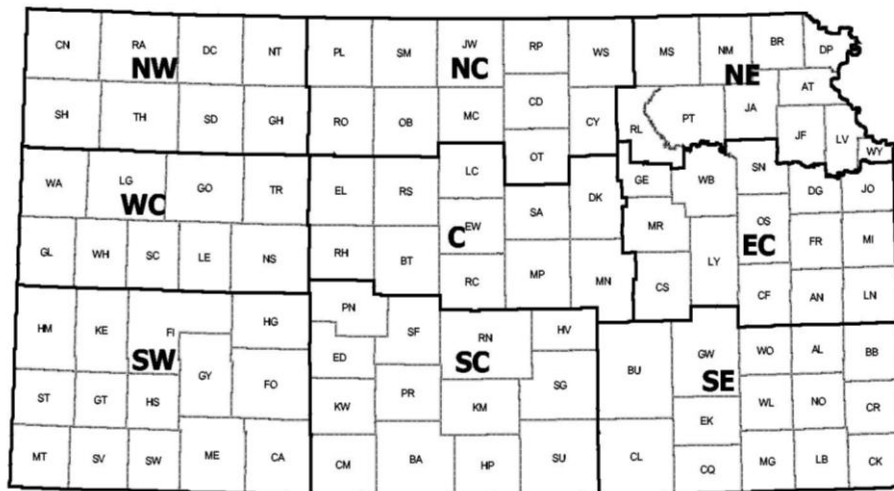 CN RA DC NT PL SM JW RP WS MS NM BR DP
NW NC NE
SH TH SD GH RO OB MC CD CY RL PT JA AT
OT JF LV WY
WA LG GO TR EL RS LC DK GE WB SN DG JO
WC C EW SA MR OS EC
GL WH SC LE NS RH BT RC MP MN CS LY FR MI
CF AN LN
HM KE FI HG PN SF RN HV GW WO AL BB
SW SC SE
GY ED BU
ST GT HS FO KW PR KM SG EK WL NO CR
MT SV SW ME CA CM BA HP SU CL CQ MG LB CK